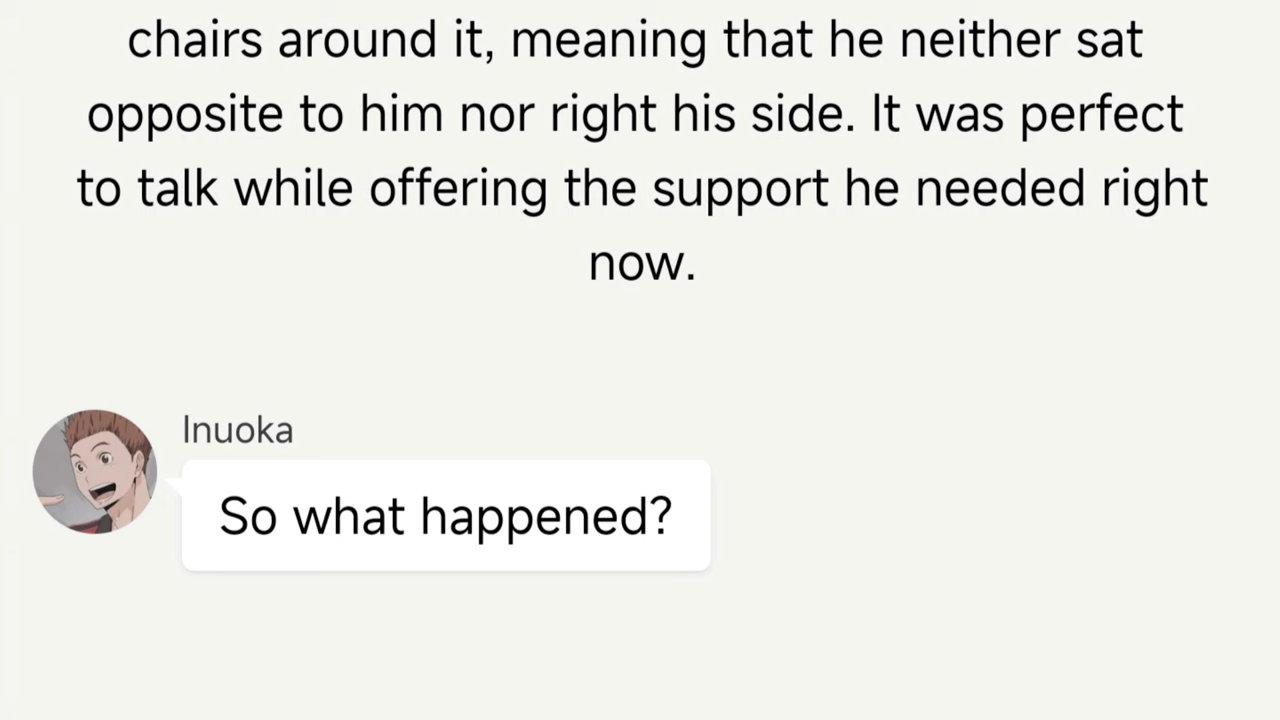 chairs around it, meaning that he neither sat
opposite to him nor right his side. It was perfect
to talk while offering the support he needed right
now.
Inuoka
So what happened?